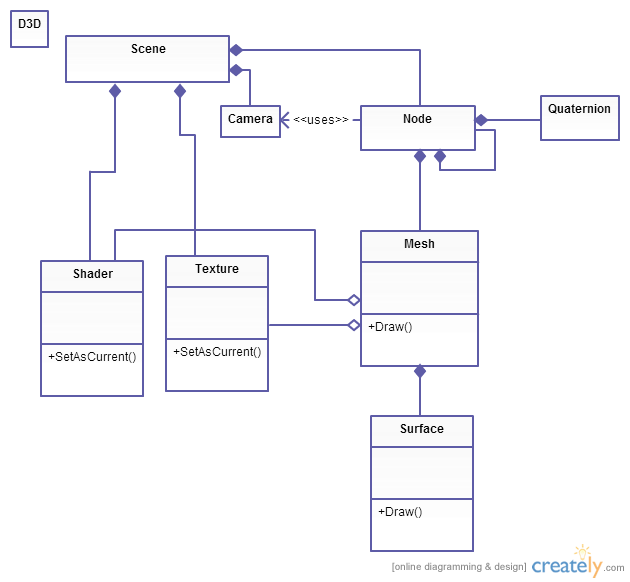 D3D
Scene
Camera
<<uses>>
Node
Quaternion
Mesh
+Draw()
Shader
+SetAsCurrent()
Texture
+SetAsCurrent()
Surface
+Draw()
[online diagramming & design] creately.com